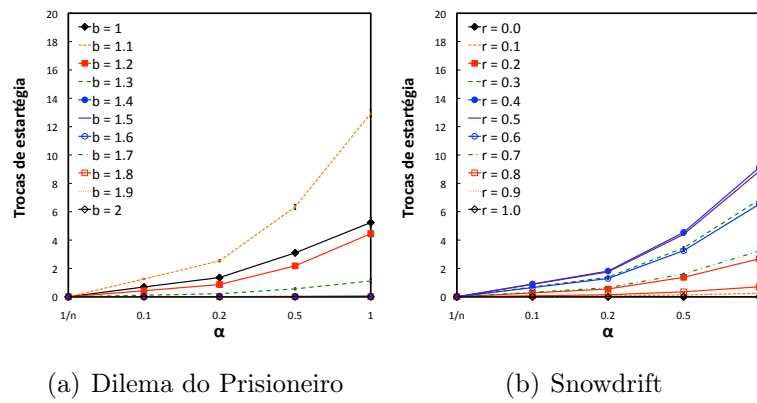 20
18
16
14
12
10
8
6
4
2
0
Trocas de estartégia
b = 1
b = 1.1
b = 1.2
b = 1.3
b = 1.4
b = 1.5
b = 1.6
b = 1.7
b = 1.8
b = 1.9
b = 2
1/n 0.1 0.2 0.5 1
α
(a) Dilema do Prisioneiro
20
18
16
14
12
10
8
6
4
2
0
Trocas de estartégia
r = 0.0
r = 0.1
r = 0.2
r = 0.3
r = 0.4
r = 0.5
r = 0.6
r = 0.7
r = 0.8
r = 0.9
r = 1.0
1/n 0.1 0.2 0.5
α
(b) Snowdrift